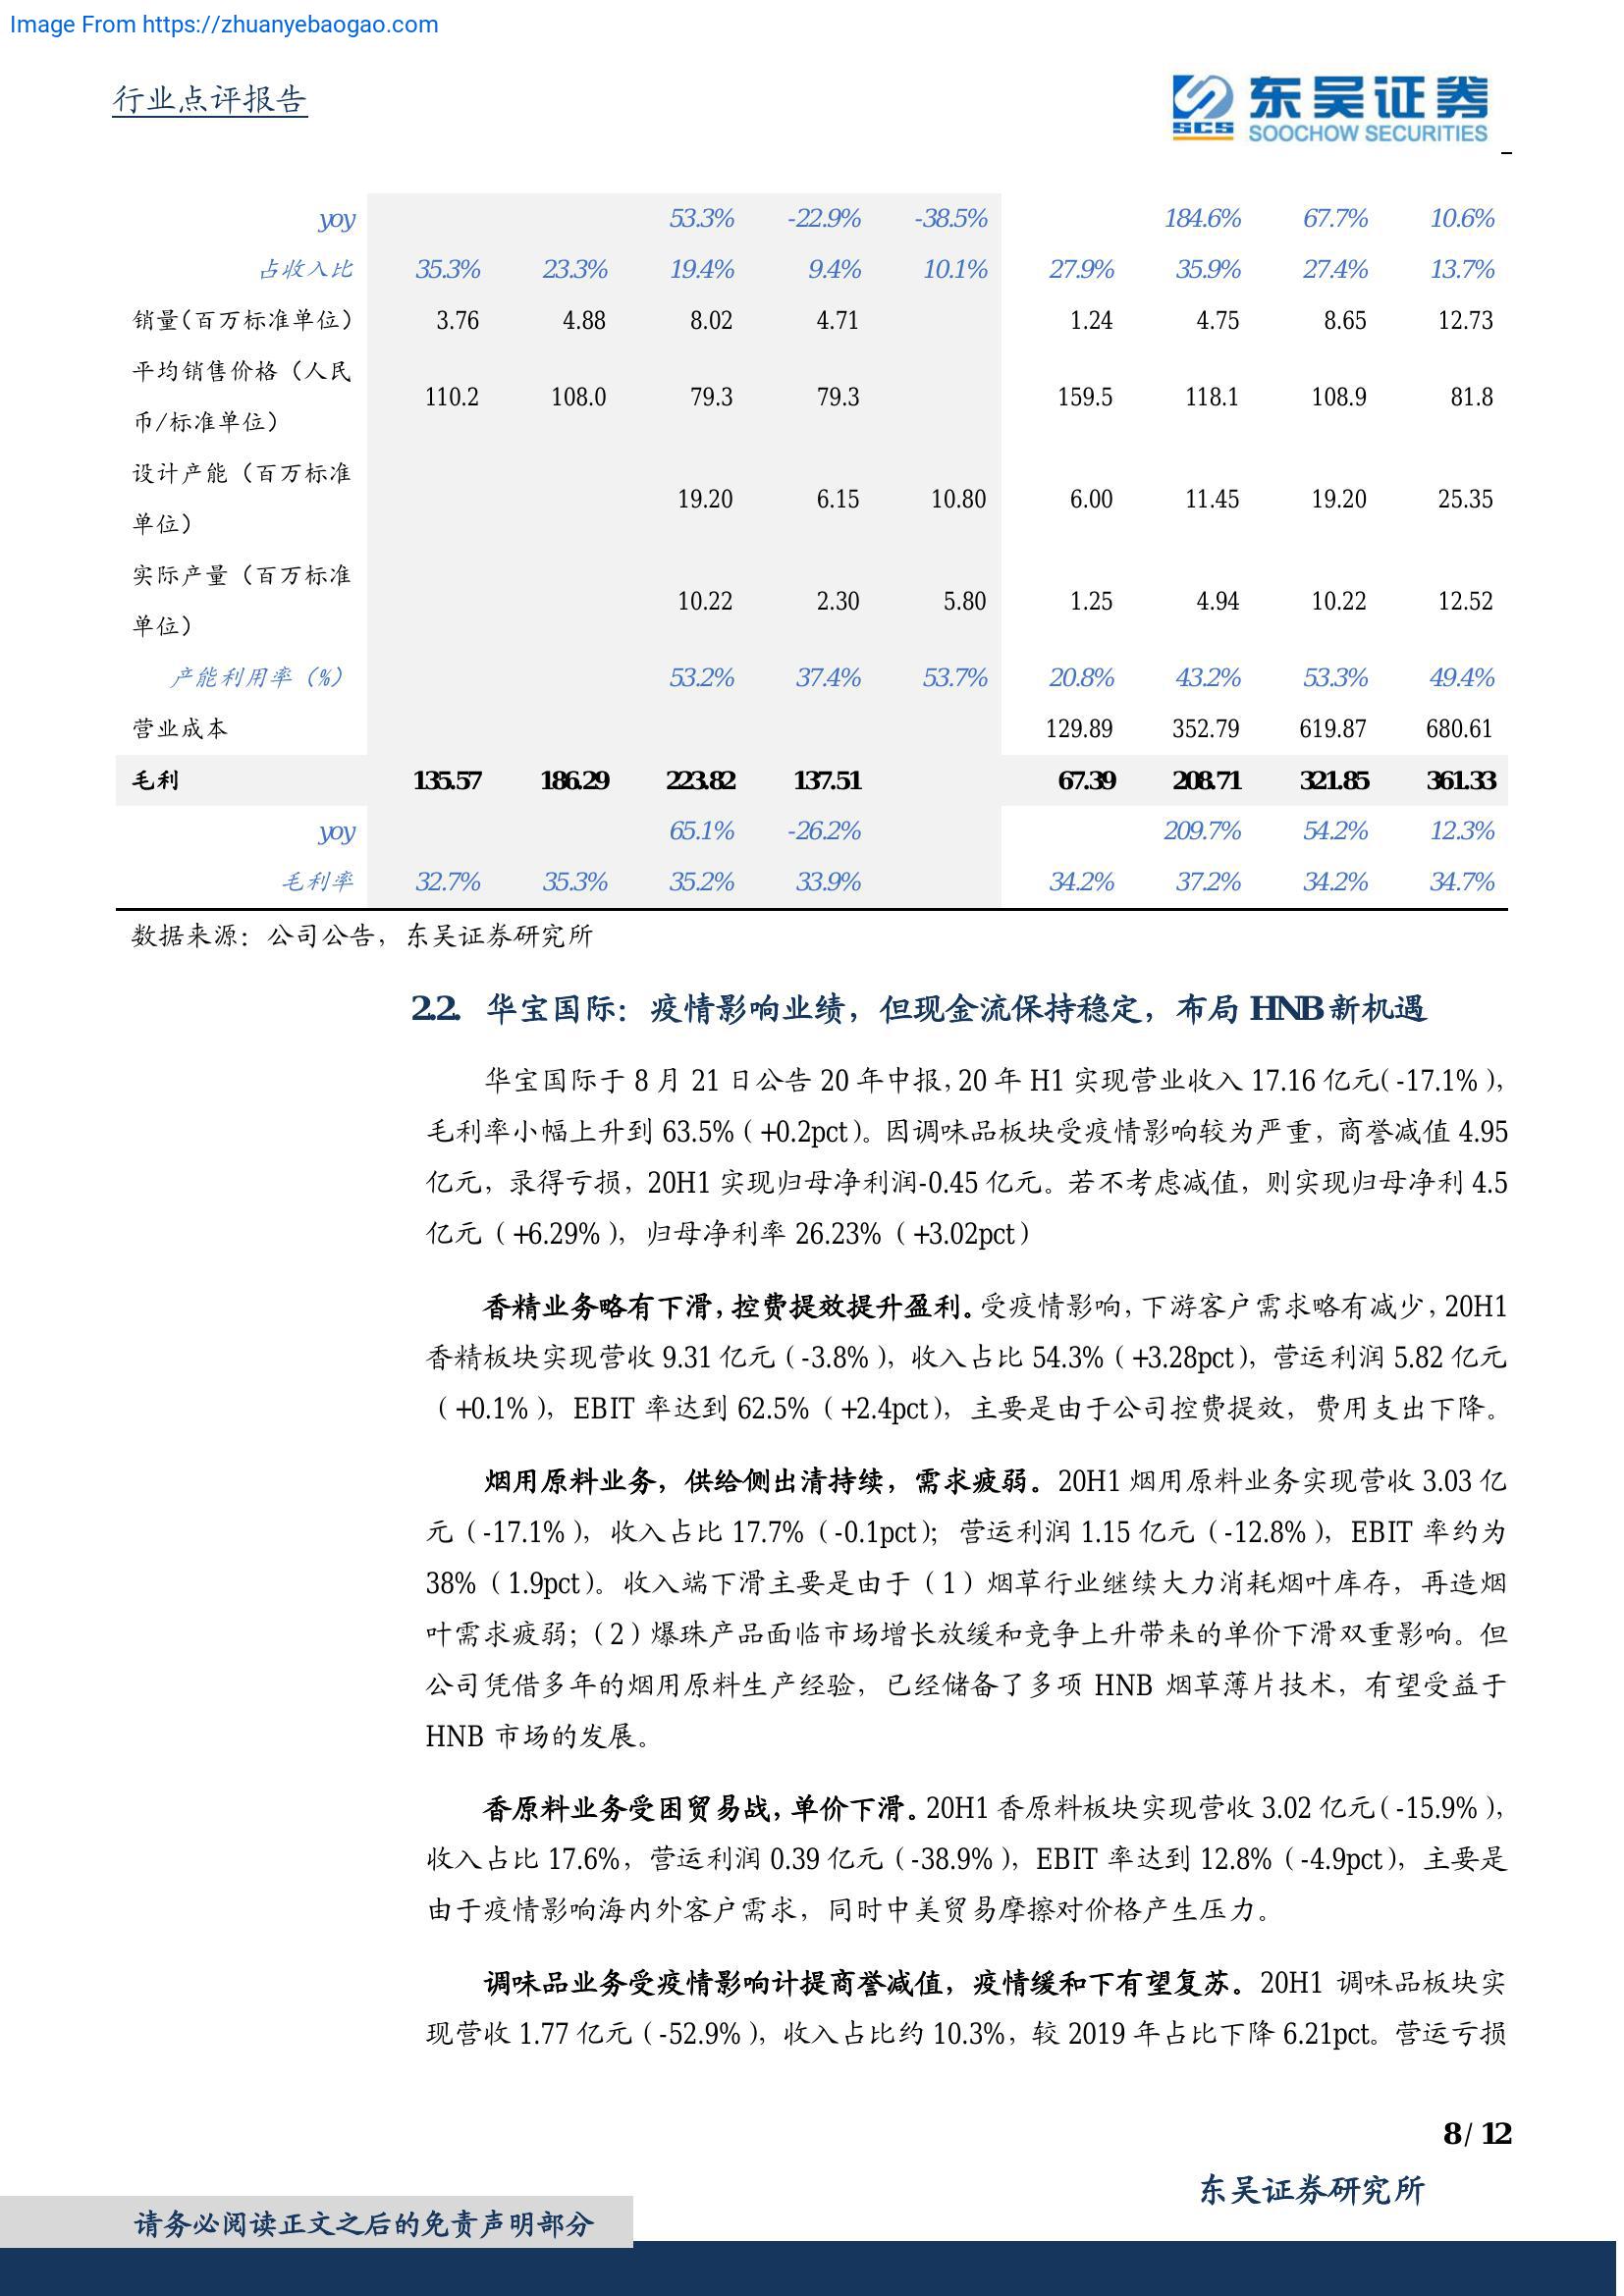 Image From https://zhuanyebaogao.com
行业点评报告
东吴证券
SCS SOOCHOW SECURITIES
yoy 53.3% -22.9% -38.5% 184.6% 67.7% 10.6%
占收入比 35.3% 23.3% 19.4% 9.4% 10.1% 27.9% 35.9% 27.4% 13.7%
销量(百万标准单位) 3.76 4.88 8.02 4.71 1.24 4.75 8.65 12.73
平均销售价格（人民
币/标准单位） 110.2 108.0 79.3 79.3 159.5 118.1 108.9 81.8
设计产能（百万标准
单位） 19.20 6.15 10.80 6.00 11.45 19.20 25.35
实际产量（百万标准
单位） 10.22 2.30 5.80 1.25 4.94 10.22 12.52
产能利用率（%） 53.2% 37.4% 53.7% 20.8% 43.2% 53.3% 49.4%
营业成本 129.89 352.79 619.87 680.61
毛利 135.57 186.29 223.82 137.51 67.39 208.71 321.85 361.33
yoy 65.1% -26.2% 209.7% 54.2% 12.3%
毛利率 32.7% 35.3% 35.2% 33.9% 34.2% 37.2% 34.2% 34.7%
数据来源：公司公告，东吴证券研究所
2.2. 华宝国际：疫情影响业绩，但现金流保持稳定，布局 HNB 新机遇
华宝国际于 8 月 21 日公告 20 年中报，20 年 H1 实现营业收入 17.16 亿元（-17.1%），
毛利率小幅上升到 63.5%（+0.2pct）。因调味品板块受疫情影响较为严重，商誉减值 4.95
亿元，录得亏损，20H1 实现归母净利润-0.45 亿元。若不考虑减值，则实现归母净利 4.5
亿元（+6.29%），归母净利率 26.23%（+3.02pct）
香精业务略有下滑，控费提效提升盈利。受疫情影响，下游客户需求略有减少，20H1
香精板块实现营收 9.31 亿元（-3.8%），收入占比 54.3%（+3.28pct），营运利润 5.82 亿元
（+0.1%），EBIT 率达到 62.5%（+2.4pct），主要是由于公司控费提效，费用支出下降。
烟用原料业务，供给侧出清持续，需求疲弱。20H1 烟用原料业务实现营收 3.03 亿
元（-17.1%），收入占比 17.7%（-0.1pct）；营运利润 1.15 亿元（-12.8%），EBIT 率约为
38%（1.9pct）。收入端下滑主要是由于（1）烟草行业继续大力消耗烟叶库存，再造烟
叶需求疲弱；（2）爆珠产品面临市场增长放缓和竞争上升带来的单价下滑双重影响。但
公司凭借多年的烟用原料生产经验，已经储备了多项 HNB 烟草薄片技术，有望受益于
HNB 市场的发展。
香原料业务受困贸易战，单价下滑。20H1 香原料板块实现营收 3.02 亿元（-15.9%），
收入占比 17.6%，营运利润 0.39 亿元（-38.9%），EBIT 率达到 12.8%（-4.9pct），主要是
由于疫情影响海内外客户需求，同时中美贸易摩擦对价格产生压力。
调味品业务受疫情影响计提商誉减值，疫情缓和下有望复苏。20H1 调味品板块实
现营收 1.77 亿元（-52.9%），收入占比约 10.3%，较 2019 年占比下降 6.21pct。营运亏损
8 / 12
东吴证券研究所
请务必阅读正文之后的免责声明部分